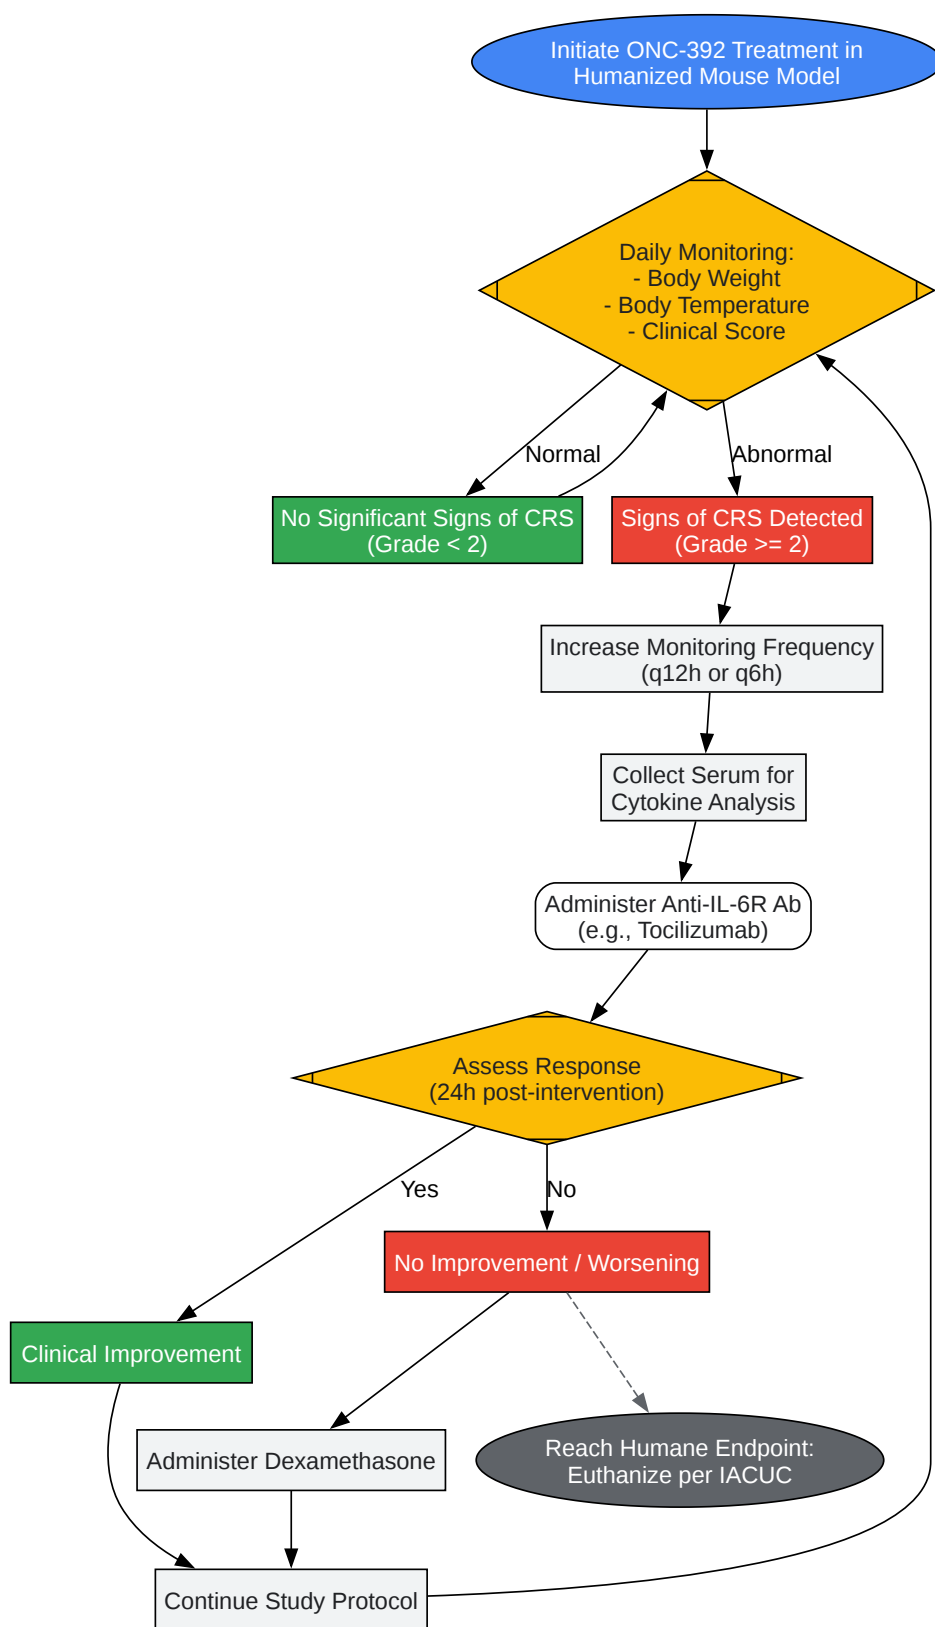 Initiate ONC-392 Treatment in
Humanized Mouse Model
Daily Monitoring:
- Body Weight
- Body Temperature
- Clinical Score
Normal
Abnormal
No Significant Signs of CRS
(Grade < 2)
Signs of CRS Detected
(Grade >= 2)
Increase Monitoring Frequency
(q12h or q6h)
Collect Serum for
Cytokine Analysis
Administer Anti-IL-6R Ab
(e.g., Tocilizumab)
Assess Response
(24h post-intervention)
Yes
No
No Improvement / Worsening
Clinical Improvement
Administer Dexamethasone
Reach Humane Endpoint:
Euthanize per IACUC
Continue Study Protocol